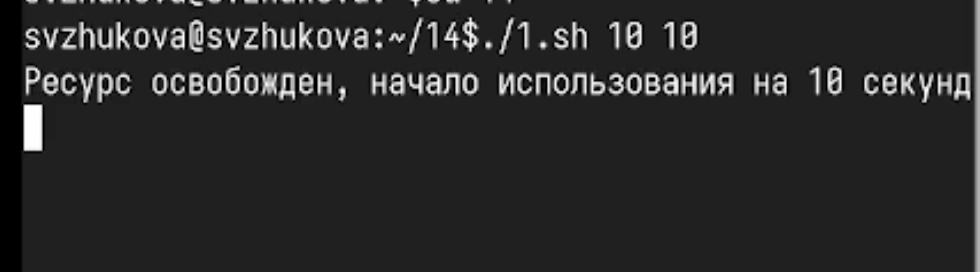 svzhukova@svzhukova:~/14$./1.sh 10 10
Ресурс освобожден, начало использования на 10 секунд